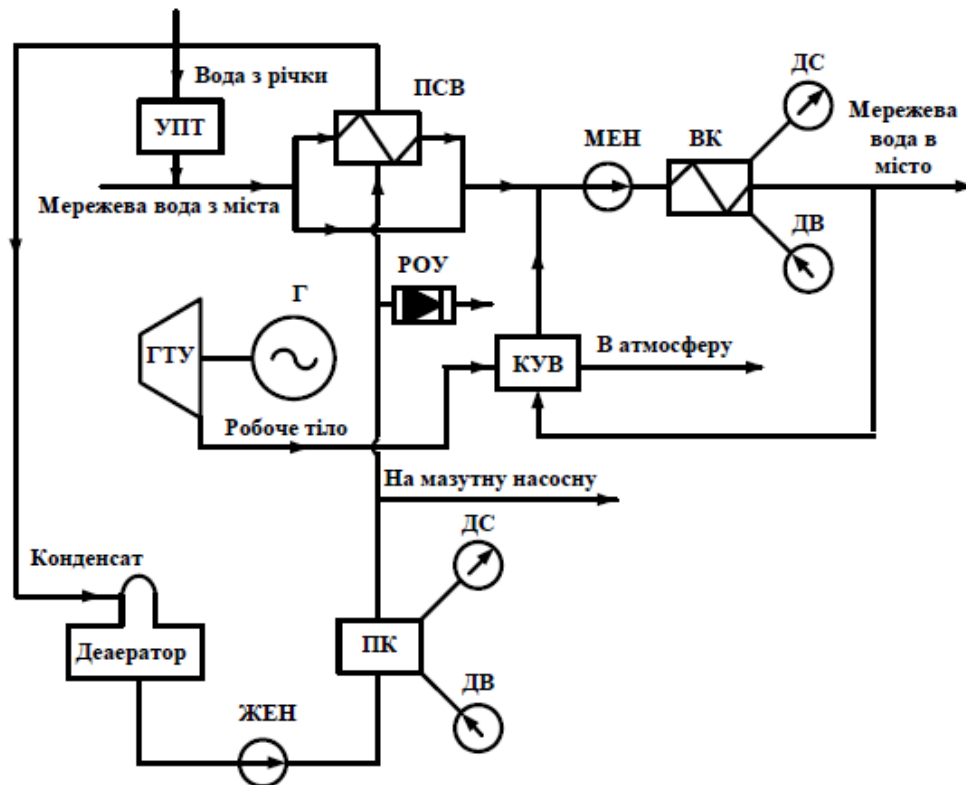 Вода з річки
ПСВ
ДС
УПТ
МЕН
ВК
Мережева
вода в
місто
Мережева вода з міста
ДВ
РОУ
Г
ГТУ
В атмосферу
КУВ
Робоче тіло
На мазутну насосну
ДС
Конденсат
ПК
Деаератор
ДВ
ЖЕН